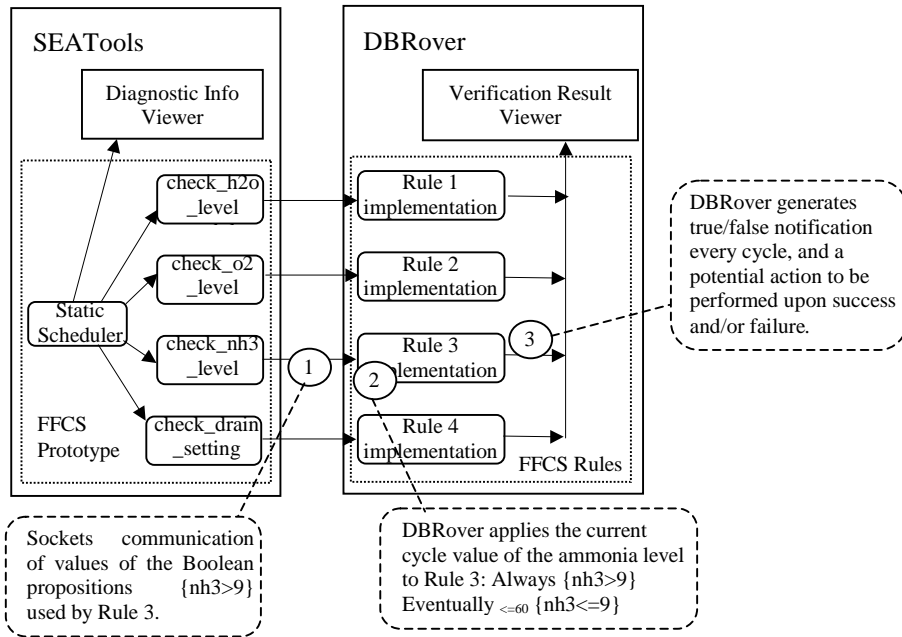 SEATools
DBRover
Diagnostic Info
Viewer
Verification Result
Viewer
check_h2o
_level
Rule 1
implementation
DBRover generates
true/false notification
every cycle, and a
potential action to be
performed upon success
and/or failure.
check_o2
_level
Rule 2
implementation
Static
Scheduler
check_nh3
_level
1
Rule 3
implementation
2
3
FFCS
Prototype
check_drain
_setting
Rule 4
implementation
FFCS Rules
Sockets communication
of values of the Boolean
propositions {nh3>9}
used by Rule 3.
DBRover applies the current
cycle value of the ammonia level
to Rule 3: Always {nh3>9}
Eventually <=60 {nh3<=9}